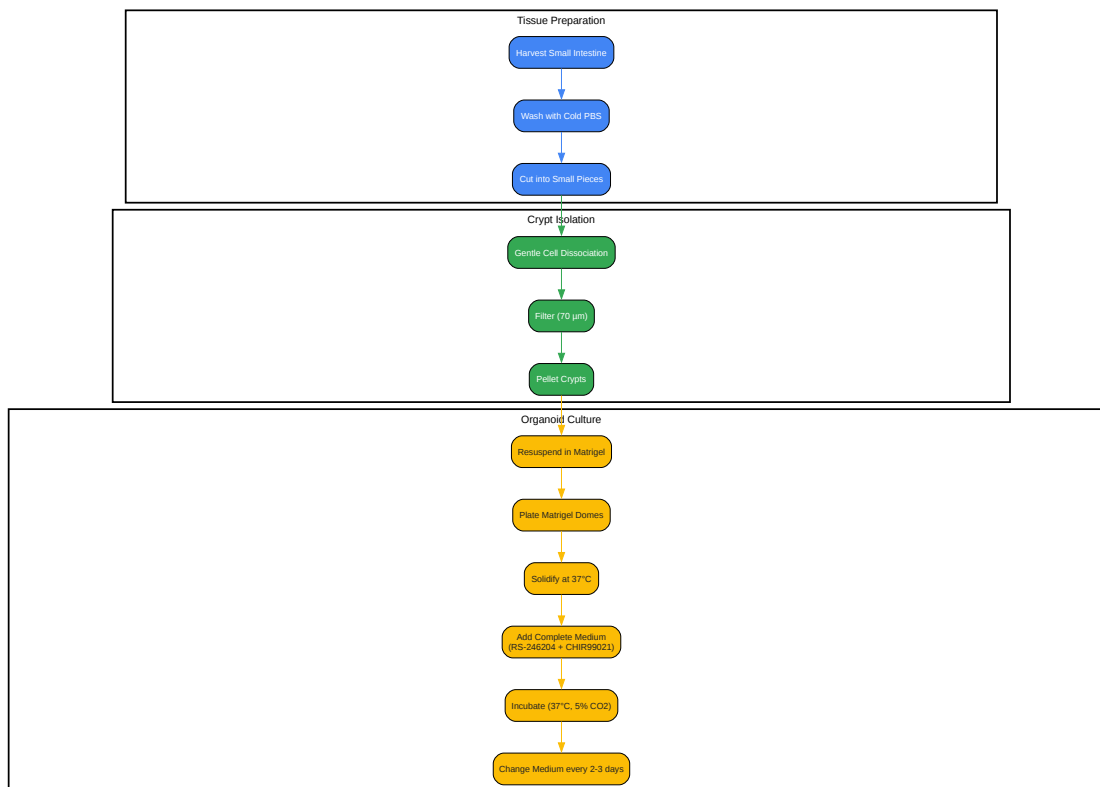 Tissue Preparation
Harvest Small Intestine
Wash with Cold PBS
Cut into Small Pieces
Crypt Isolation
Gentle Cell Dissociation
Filter (70 µm)
Pellet Crypts
Organoid Culture
Resuspend in Matrigel
Plate Matrigel Domes
Solidify at 37°C
Add Complete Medium
(RS-246204 + CHIR99021)
Incubate (37°C, 5% CO2)
Change Medium every 2-3 days